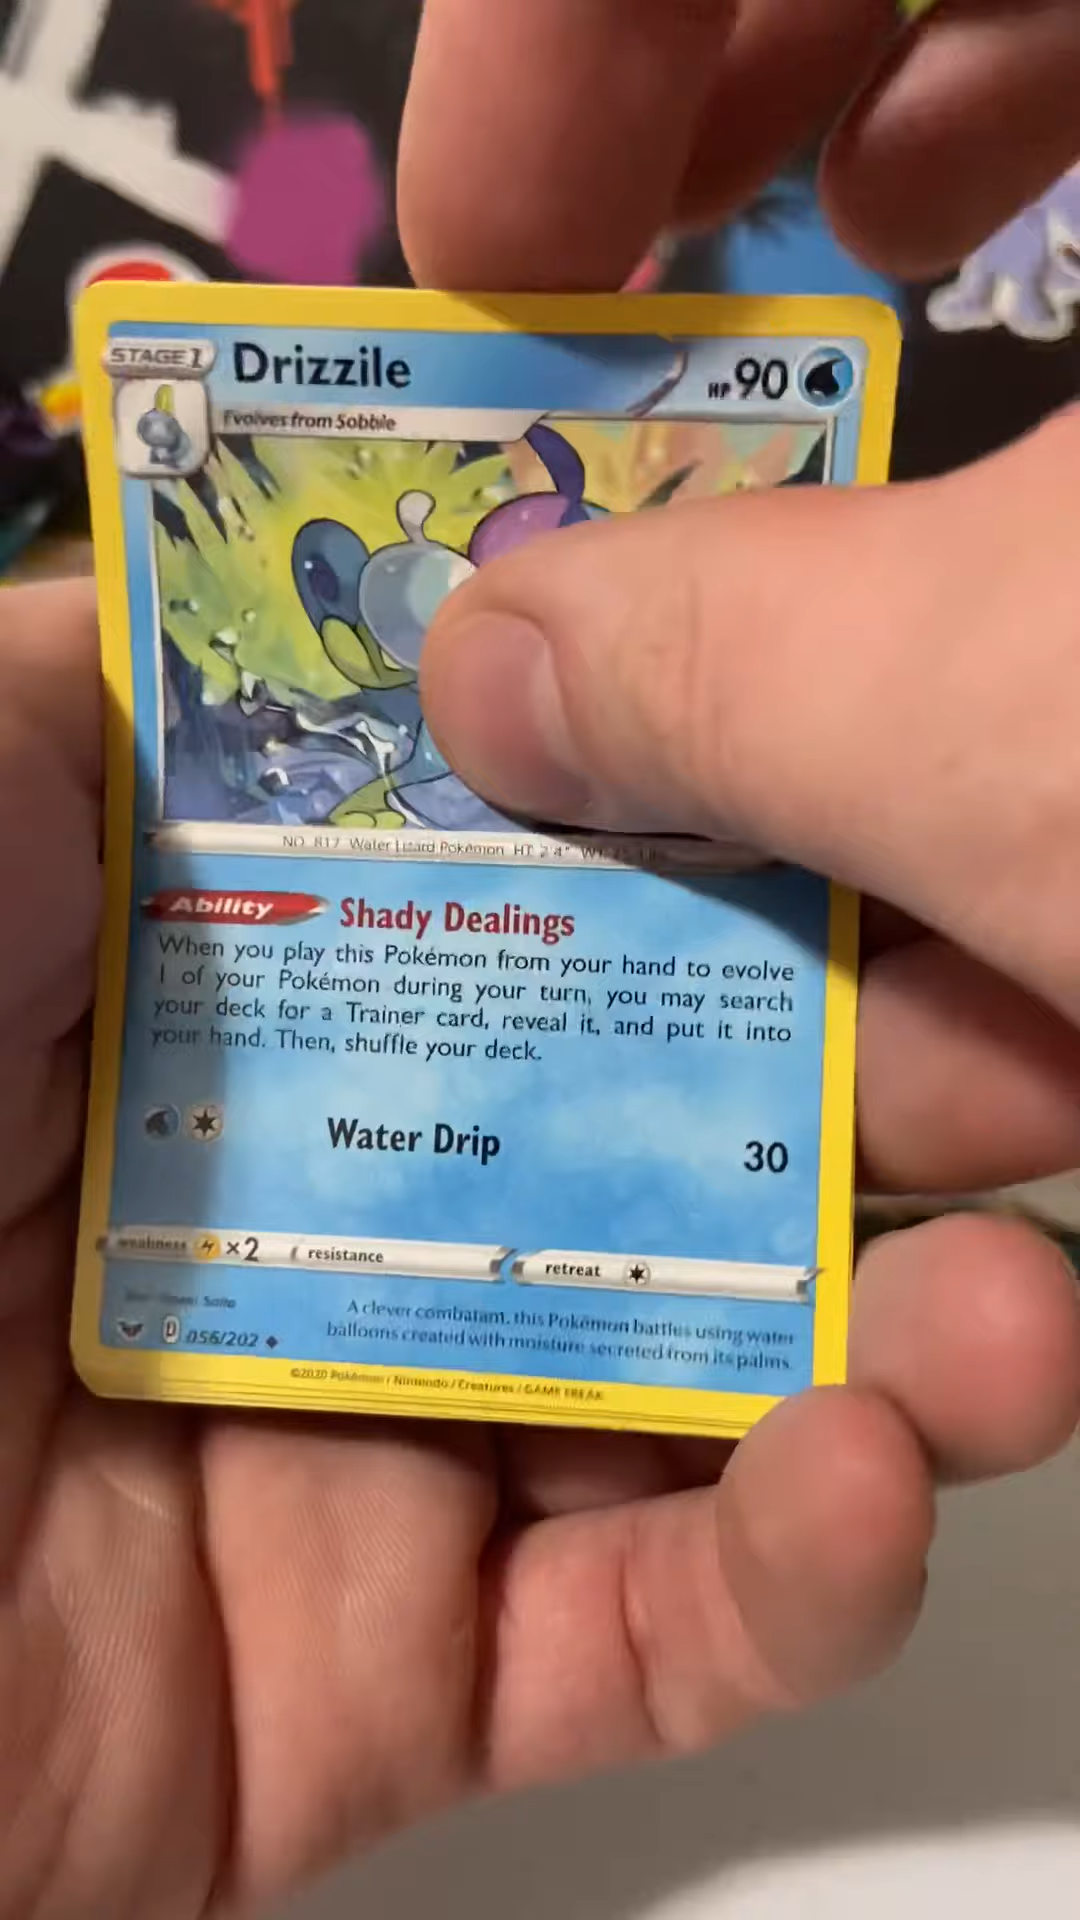 STAGE 1
Drizzile
HP 90
Evolves from Sobble
NO. 817 Water Lizard Pokémon HT: 2'4"
Ability Shady Dealings
When you play this Pokémon from your hand to evolve
1 of your Pokémon during your turn, you may search
your deck for a Trainer card, reveal it, and put it into
your hand. Then, shuffle your deck.
Water Drip 30
weakness ×2 resistance retreat
Saito
A clever combatant, this Pokémon battles using water
balloons created with moisture secreted from its palms.
D 056/202
©2020 Pokémon / Nintendo / Creatures / GAME FREAK